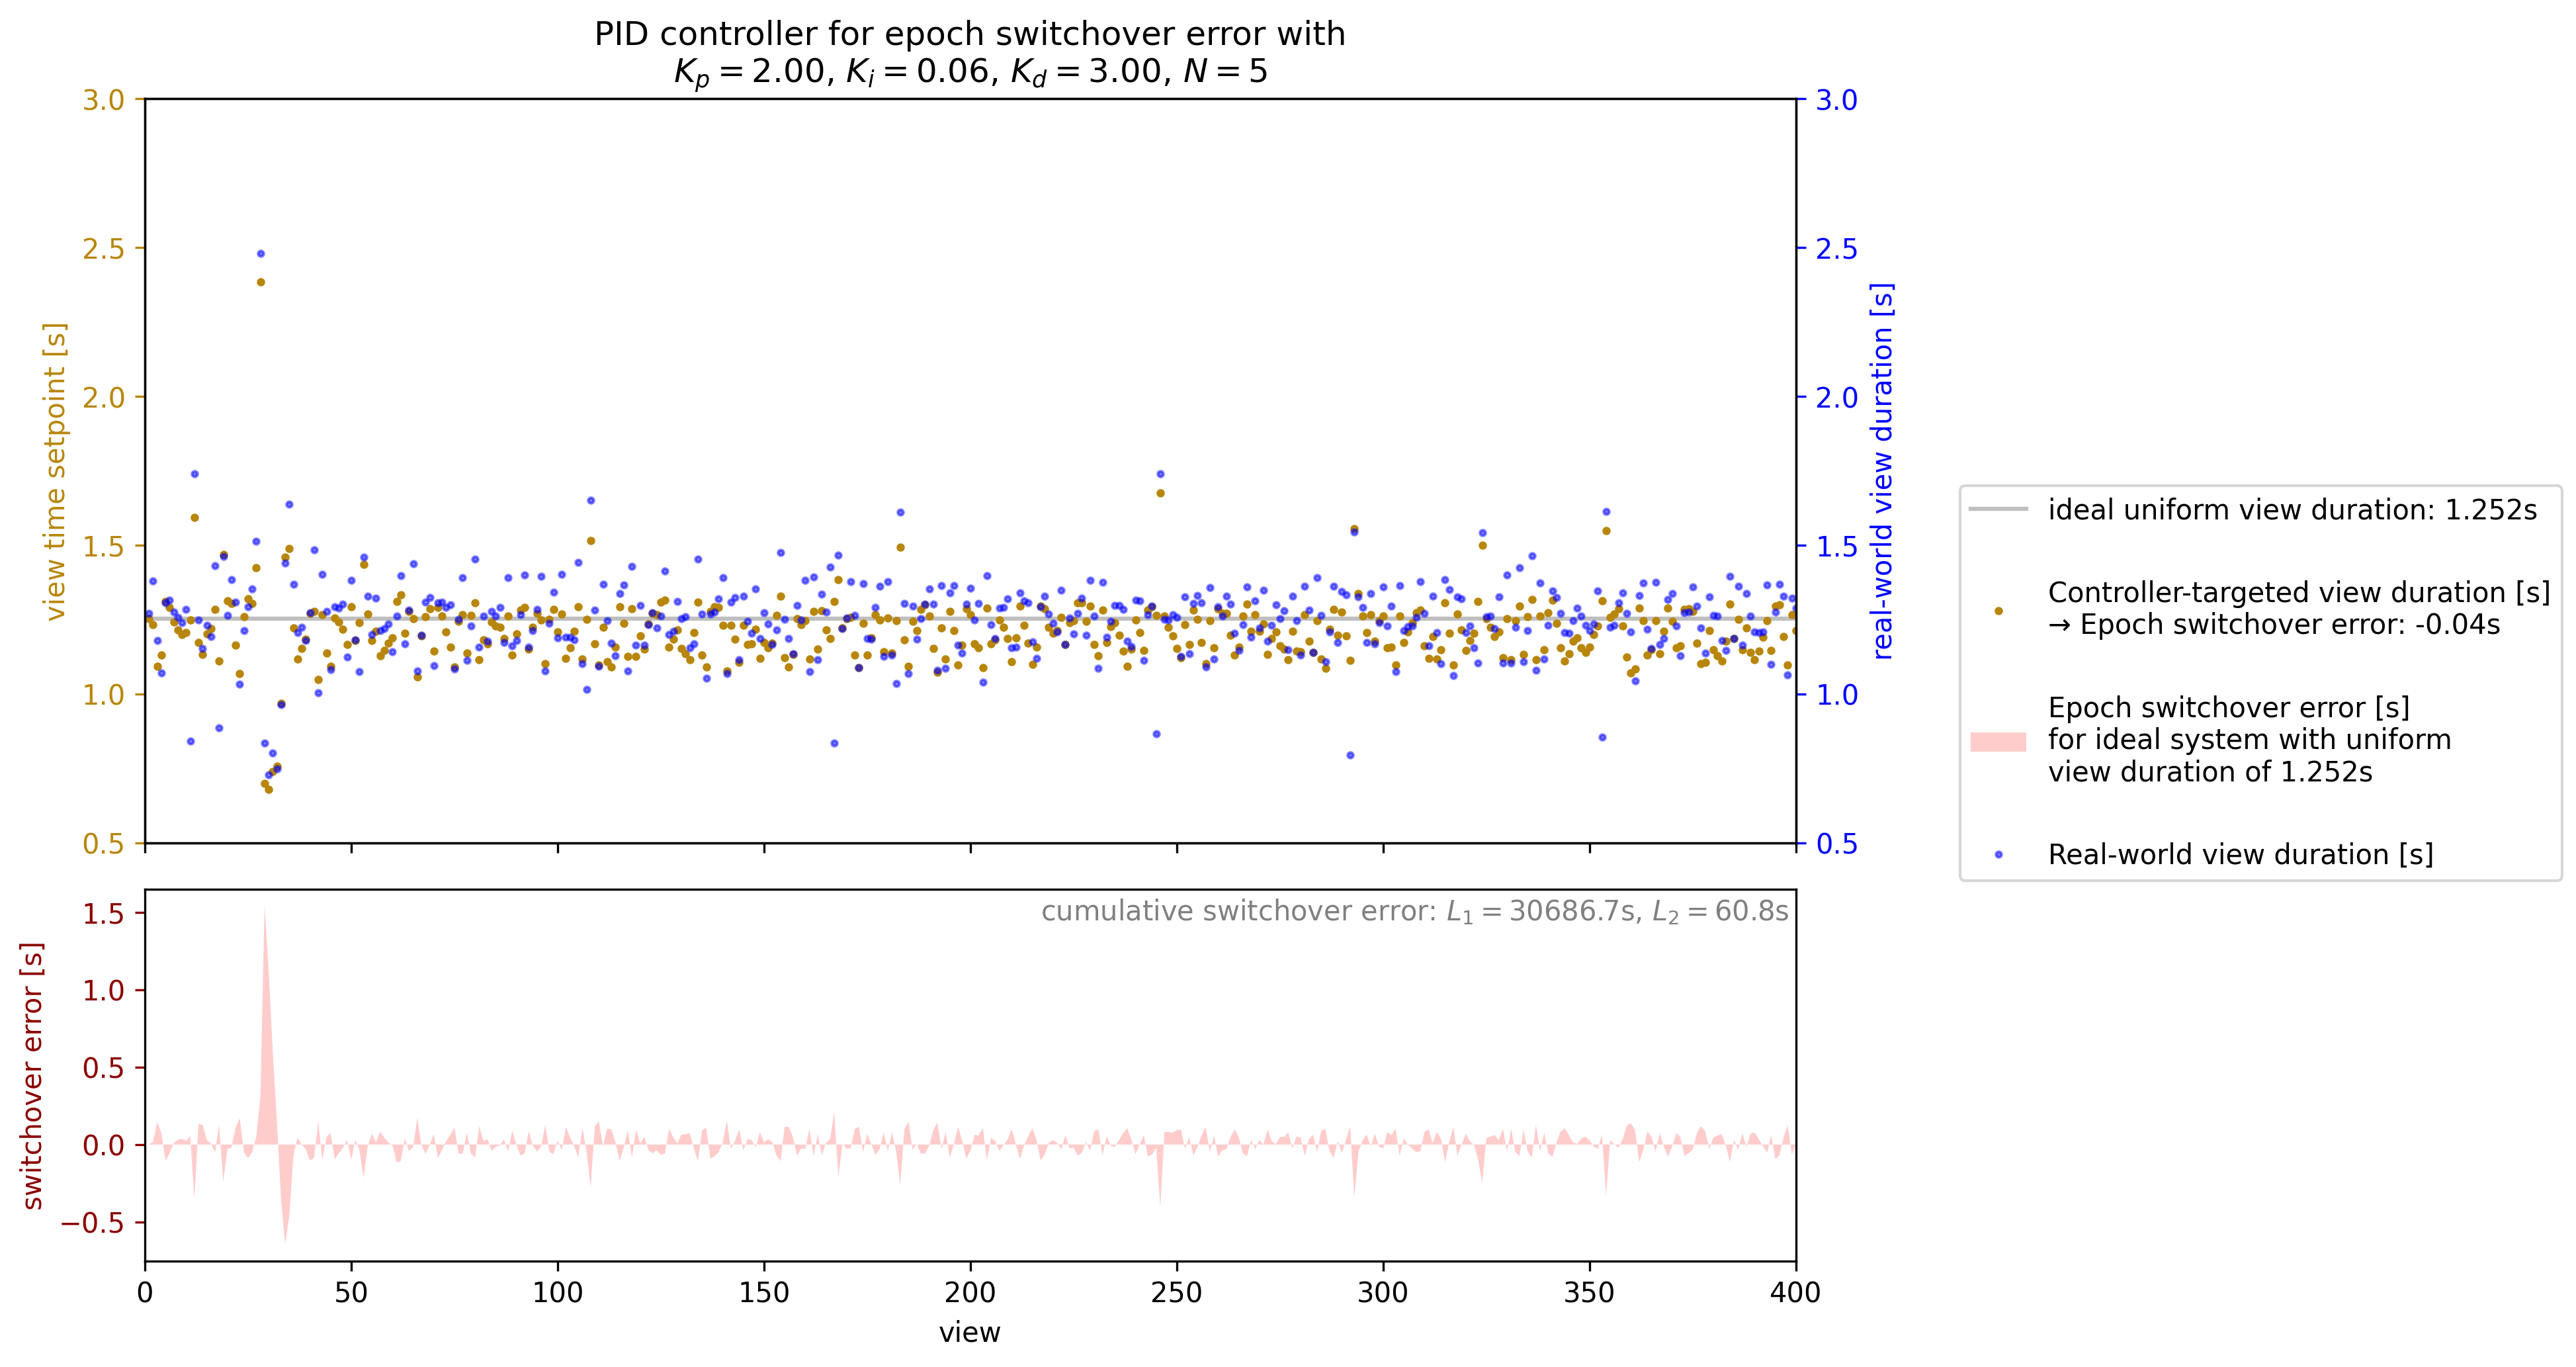 PID controller for epoch switchover error with
K_p = 2.00, K_i = 0.06, K_d = 3.00, N = 5
view time setpoint [s]
3.0
2.5
2.0
1.5
1.0
0.5
3.0
2.5
2.0
1.5
1.0
0.5
real-world view duration [s]
ideal uniform view duration: 1.252s
Controller-targeted view duration [s]
→ Epoch switchover error: -0.04s
Epoch switchover error [s]
for ideal system with uniform
view duration of 1.252s
Real-world view duration [s]
cumulative switchover error: L_1 = 30686.7s, L_2 = 60.8s
switchover error [s]
1.5
1.0
0.5
0.0
−0.5
0 50 100 150 200 250 300 350 400
view